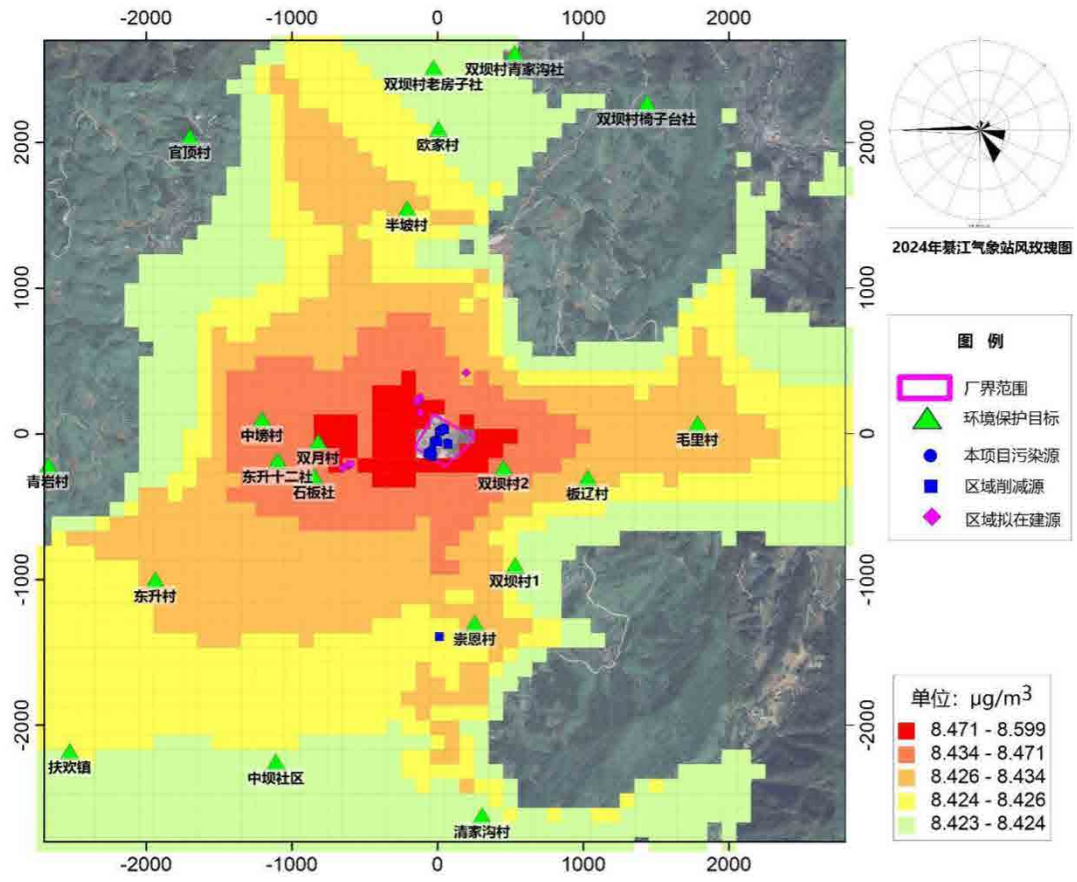 -2000 -1000 0 1000 2000
双坝村青家沟社
双坝村老房子社
双坝村椅子台社
2000 2000
官顶村
欧家村
半坡村
2024年綦江气象站风玫瑰图
1000 1000
图 例
厂界范围
环境保护目标
本项目污染源
区域削减源
区域拟在建源
0 0
中塝村
毛里村
双月村
青岩村
东升十二社
石板社
双坝村2
板辽村
-1000 -1000
双坝村1
东升村
崇恩村
单位：μg/m³
8.471 - 8.599
8.434 - 8.471
8.426 - 8.434
8.424 - 8.426
8.423 - 8.424
-2000 -2000
扶欢镇
中坝社区
清家沟村
-2000 -1000 0 1000 2000